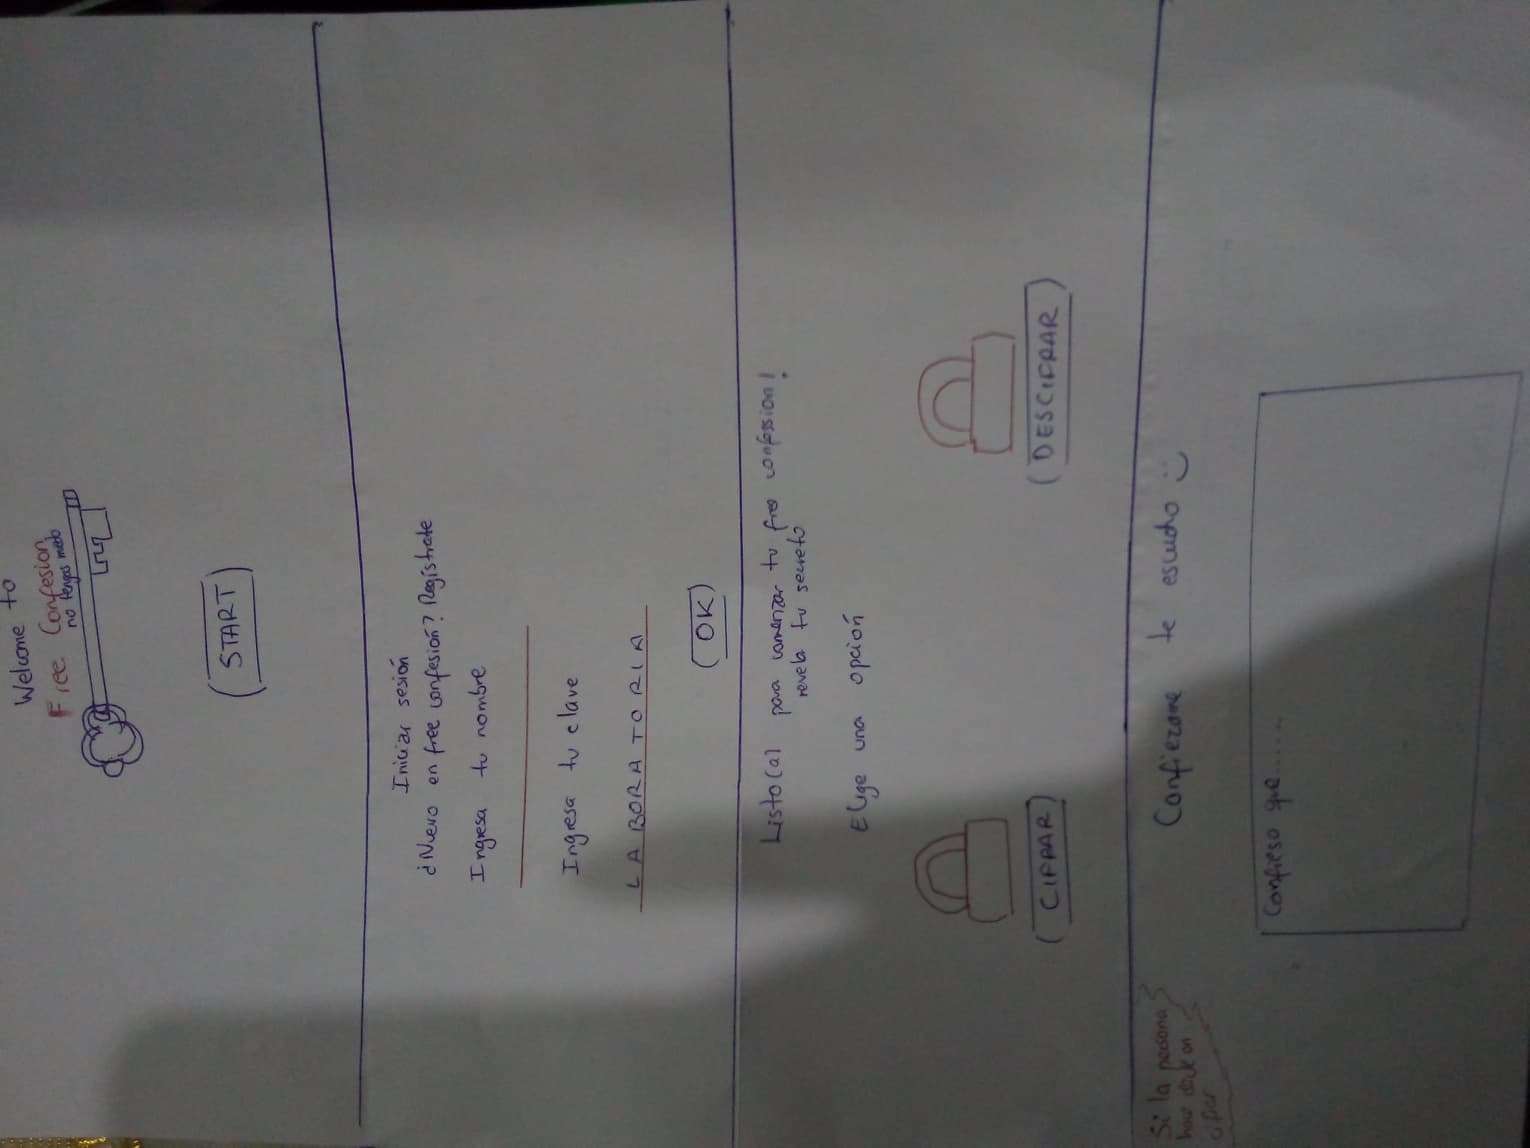 Welcome to
Free Confesion
no tengas miedo
START
Iniciar sesión
¿Nuevo en free confesión? Regístrate
Ingresa tu nombre
Ingresa tu clave
LABORATORIA
OK
Listo(a) para comenzar tu free confession!
revela tu secreto
Elige una opción
CIFRAR
DESCIFRAR
Si la persona
hace click en
cifrar
Confiezame te escucho
Confieso que......